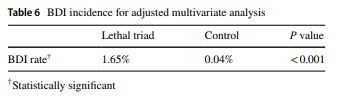 Table 6 BDI incidence for adjusted multivariate analysis
Lethal triad Control P value
BDI rate† 1.65% 0.04% <0.001
†Statistically significant